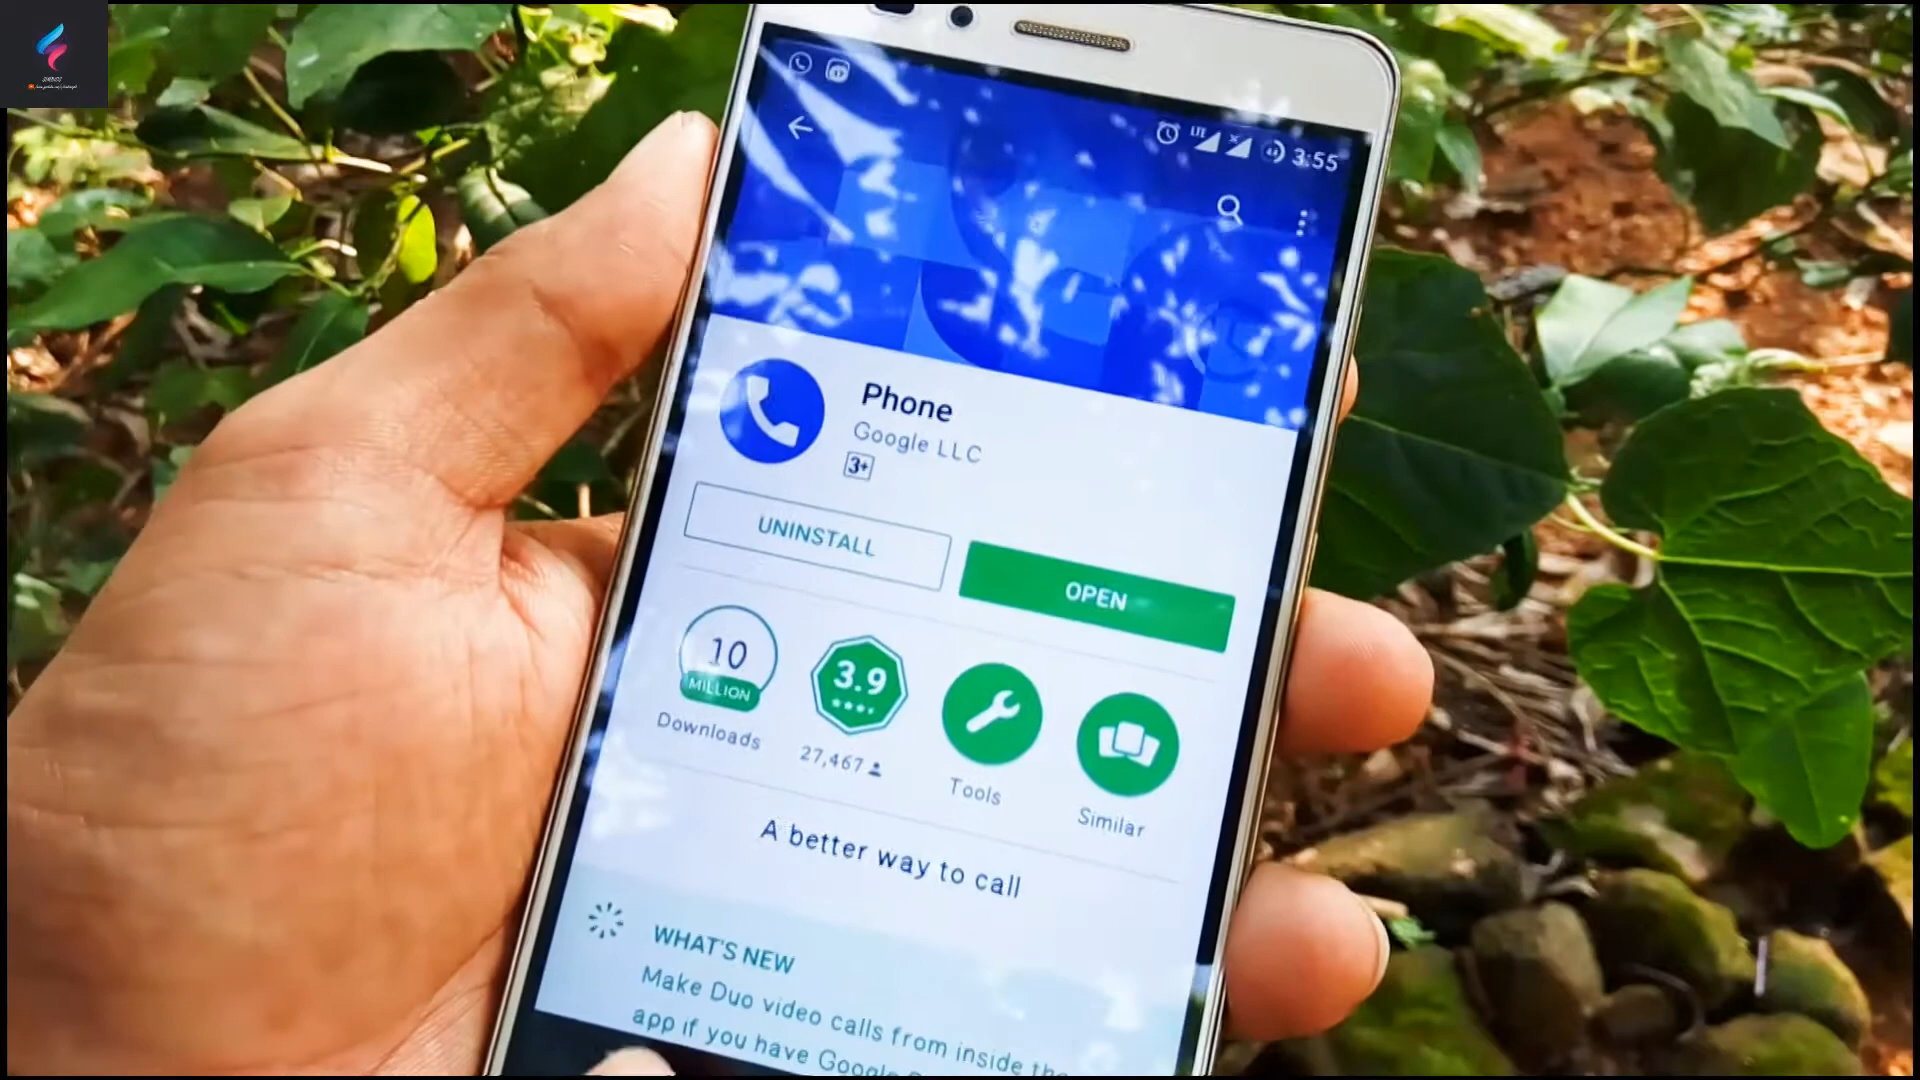 3:55
LTE
Phone
Google LLC
3+
UNINSTALL
OPEN
10
MILLION
Downloads
3.9
27,467
Tools
Similar
A better way to call
WHAT'S NEW
Make Duo video calls from inside the
app if you have Google